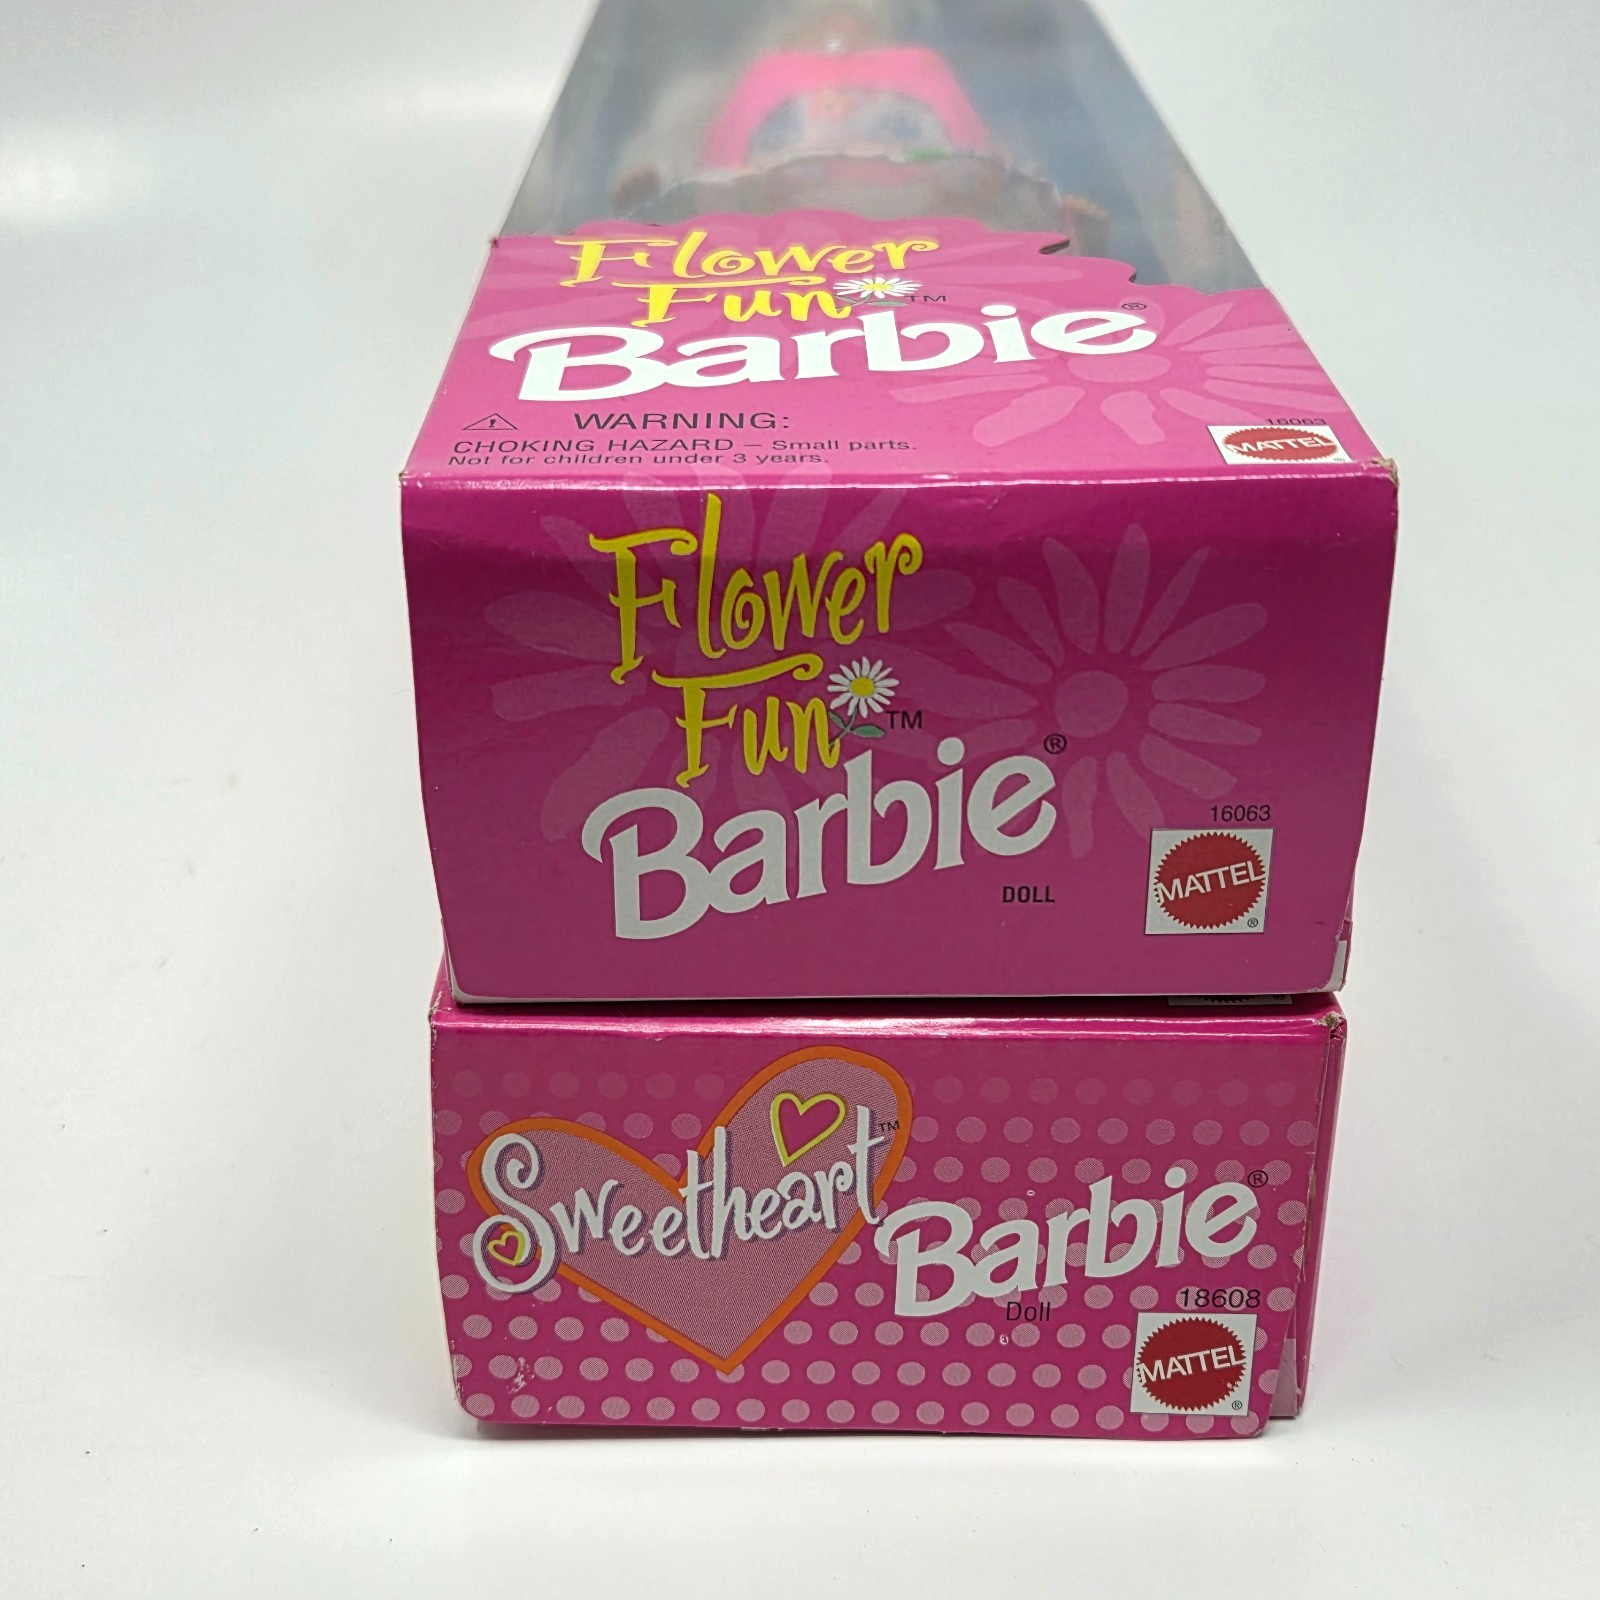 Flower
Fun™
Barbie®
⚠ WARNING:
CHOKING HAZARD – Small parts.
Not for children under 3 years.
16063
MATTEL
®
Flower
Fun™
Barbie®
DOLL
16063
MATTEL
®
Sweetheart™
Barbie®
Doll
18608
MATTEL
®